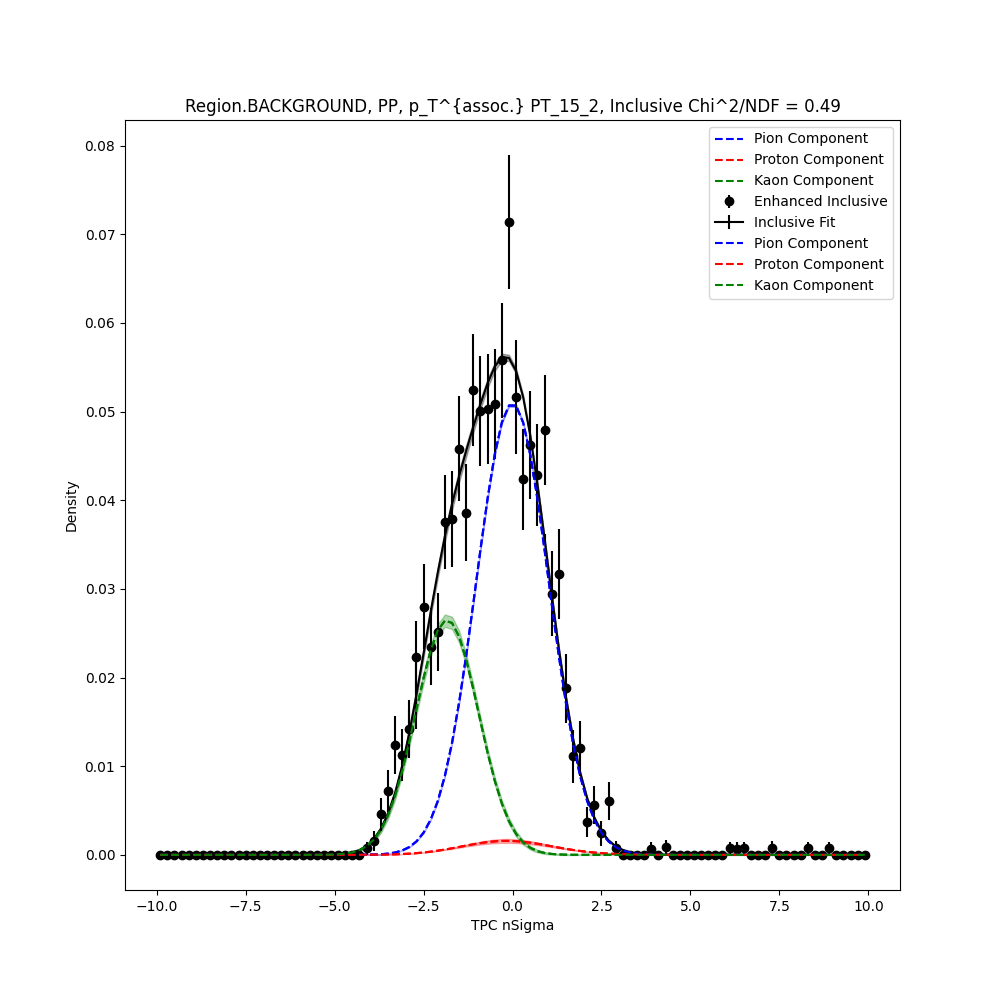 Region.BACKGROUND, PP, p_T^{assoc.} PT_15_2, Inclusive Chi^2/NDF = 0.49
Pion Component
Proton Component
Kaon Component
Enhanced Inclusive
Inclusive Fit
Pion Component
Proton Component
Kaon Component
0.08
0.07
0.06
0.05
0.04
0.03
0.02
0.01
0.00
Density
−10.0 −7.5 −5.0 −2.5 0.0 2.5 5.0 7.5 10.0
TPC nSigma